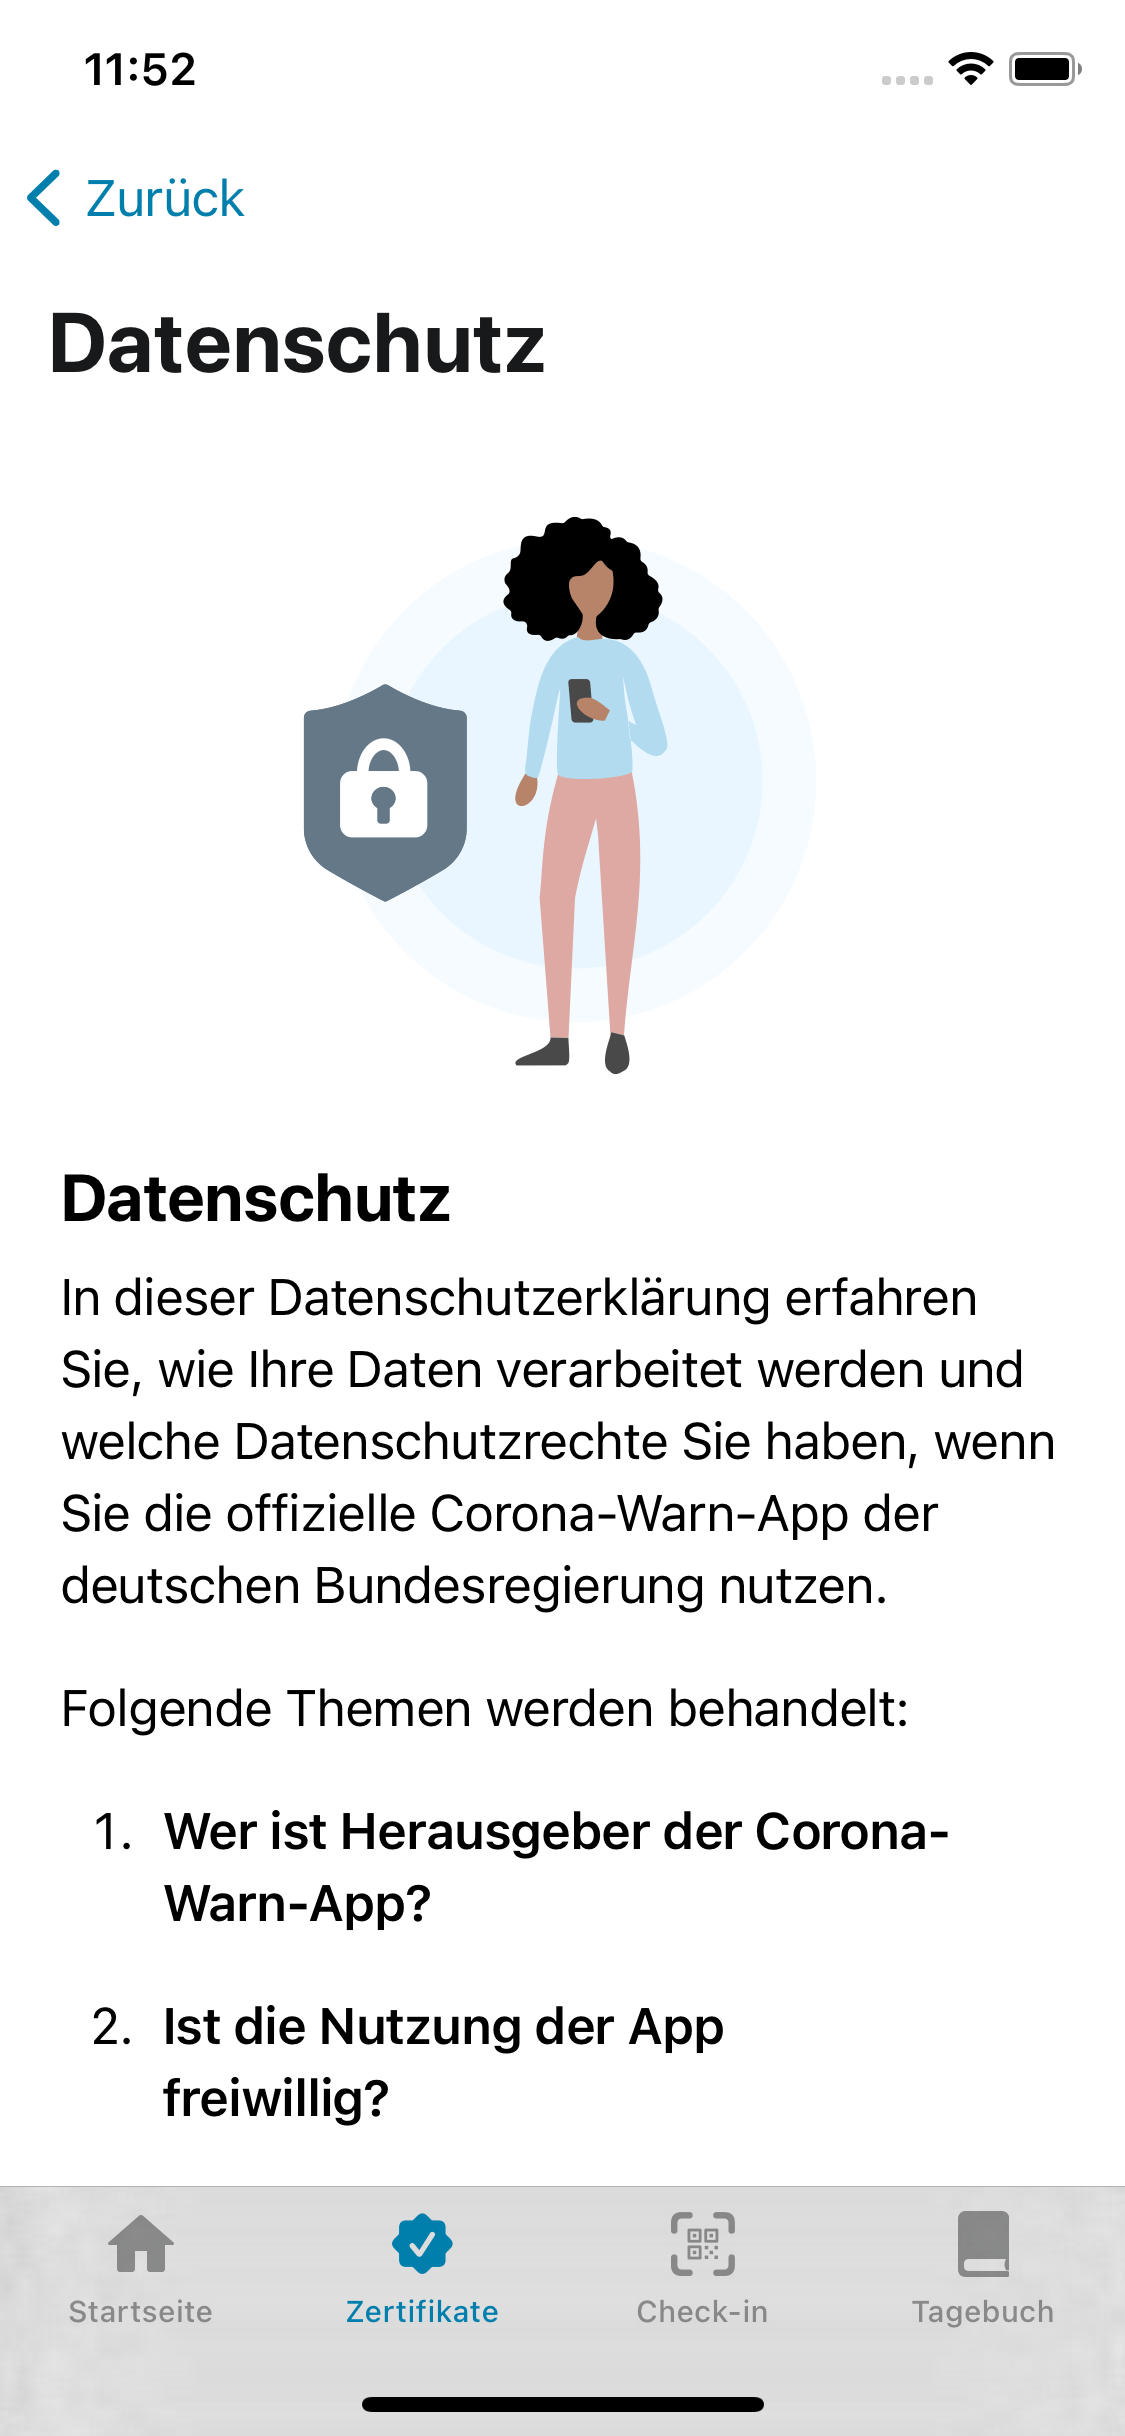 11:52
Zurück
Datenschutz
Datenschutz
In dieser Datenschutzerklärung erfahren
Sie, wie Ihre Daten verarbeitet werden und
welche Datenschutzrechte Sie haben, wenn
Sie die offizielle Corona-Warn-App der
deutschen Bundesregierung nutzen.
Folgende Themen werden behandelt:
1. Wer ist Herausgeber der Corona-
Warn-App?
2. Ist die Nutzung der App
freiwillig?
Startseite
Zertifikate
Check-in
Tagebuch